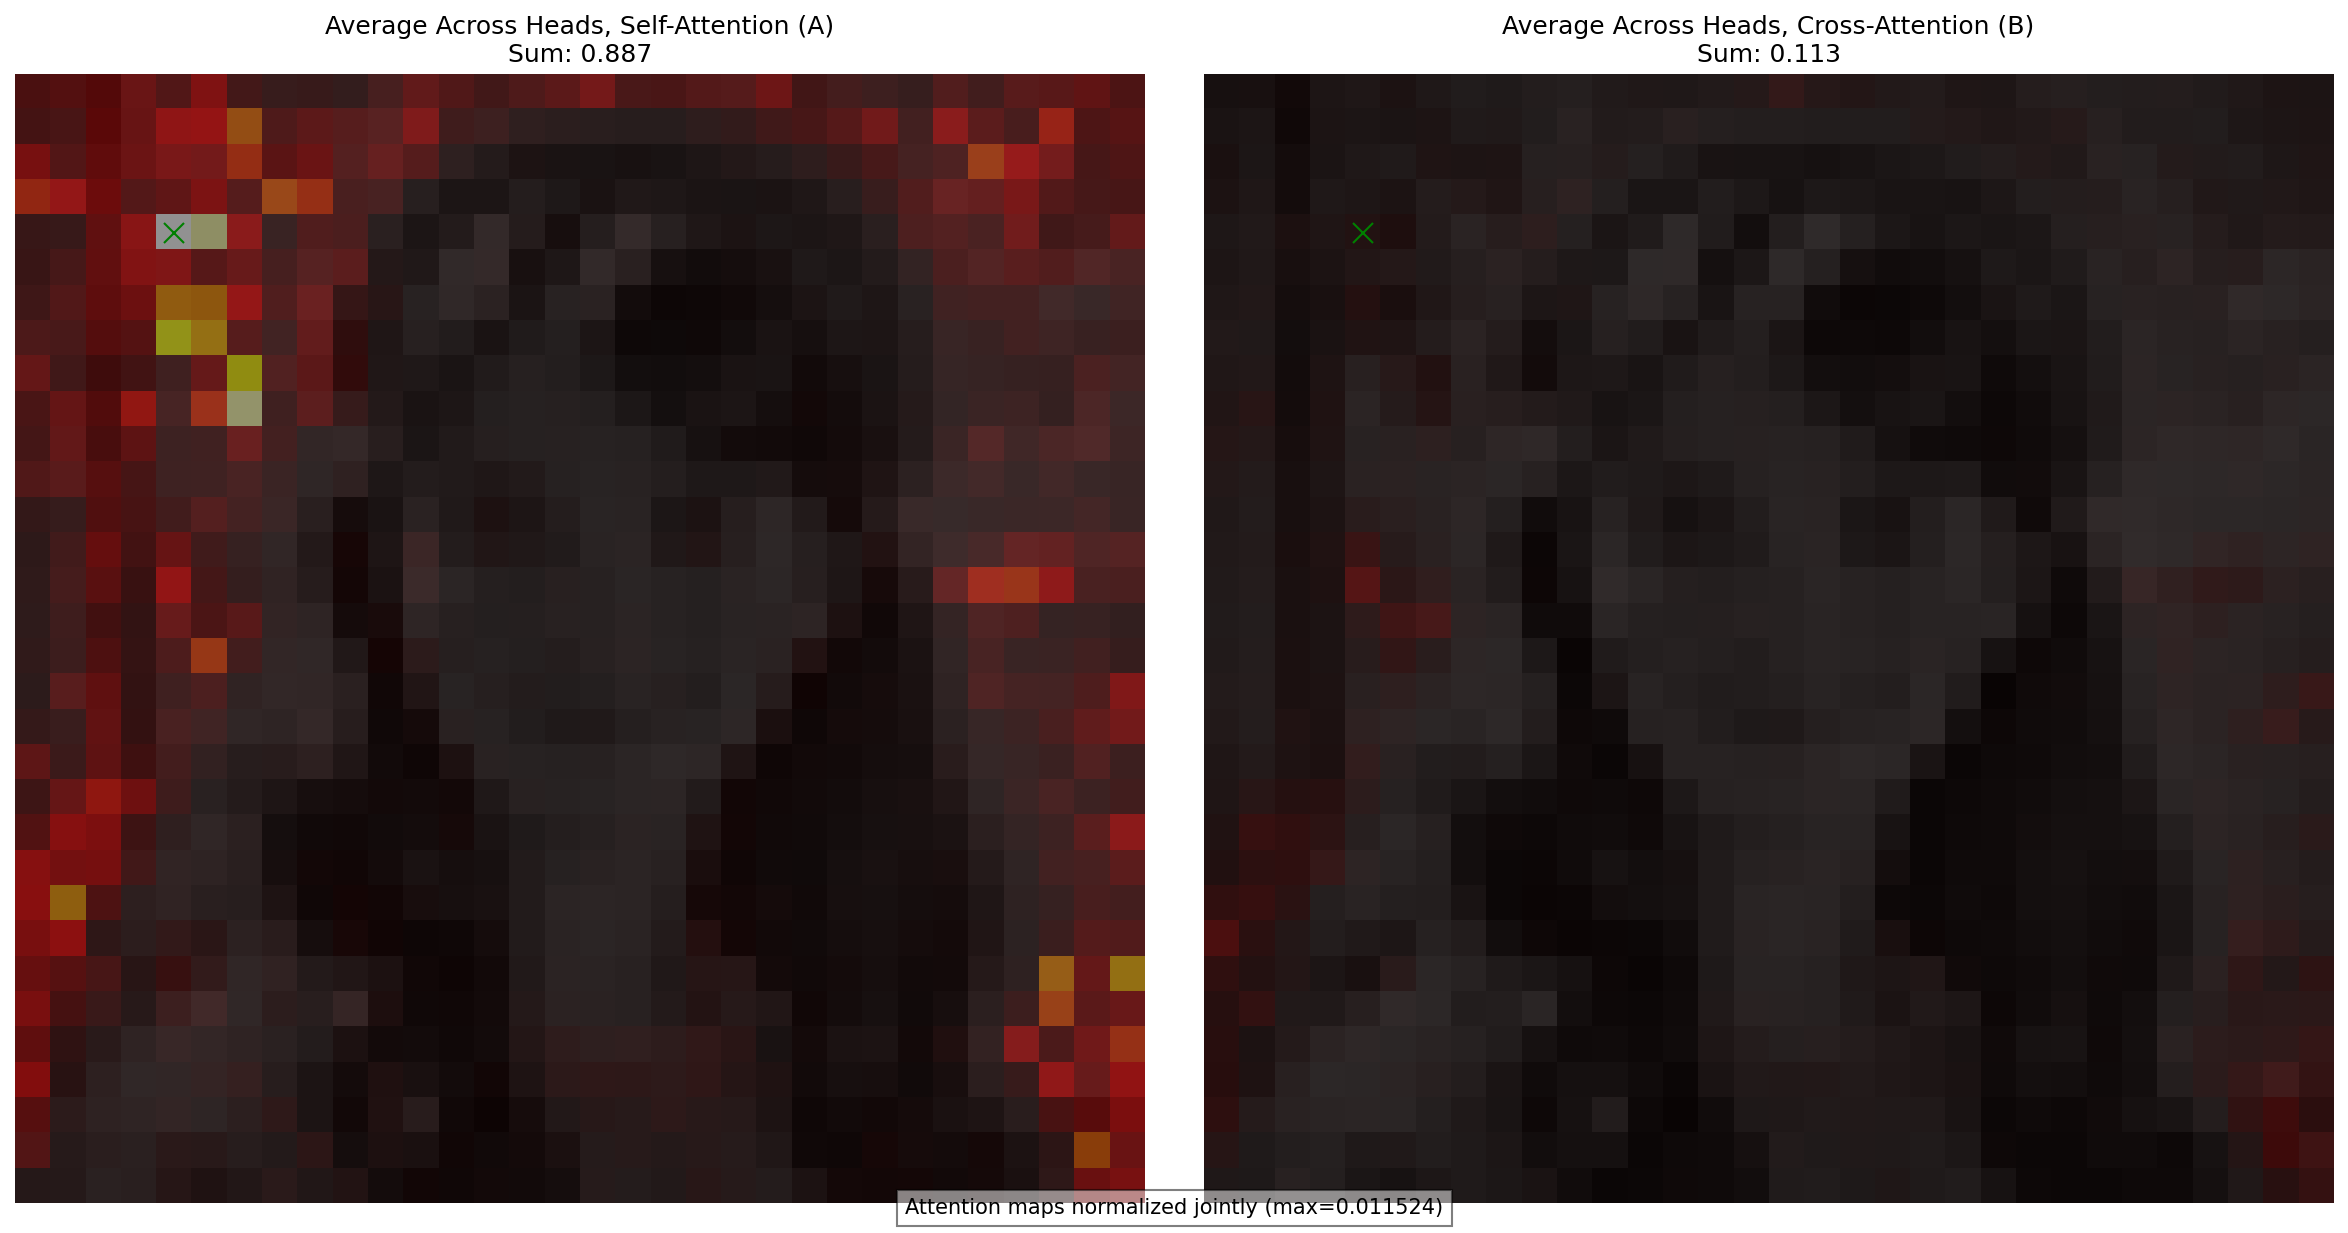 Average Across Heads, Self-Attention (A)
Sum: 0.887
Average Across Heads, Cross-Attention (B)
Sum: 0.113
Attention maps normalized jointly (max=0.011524)